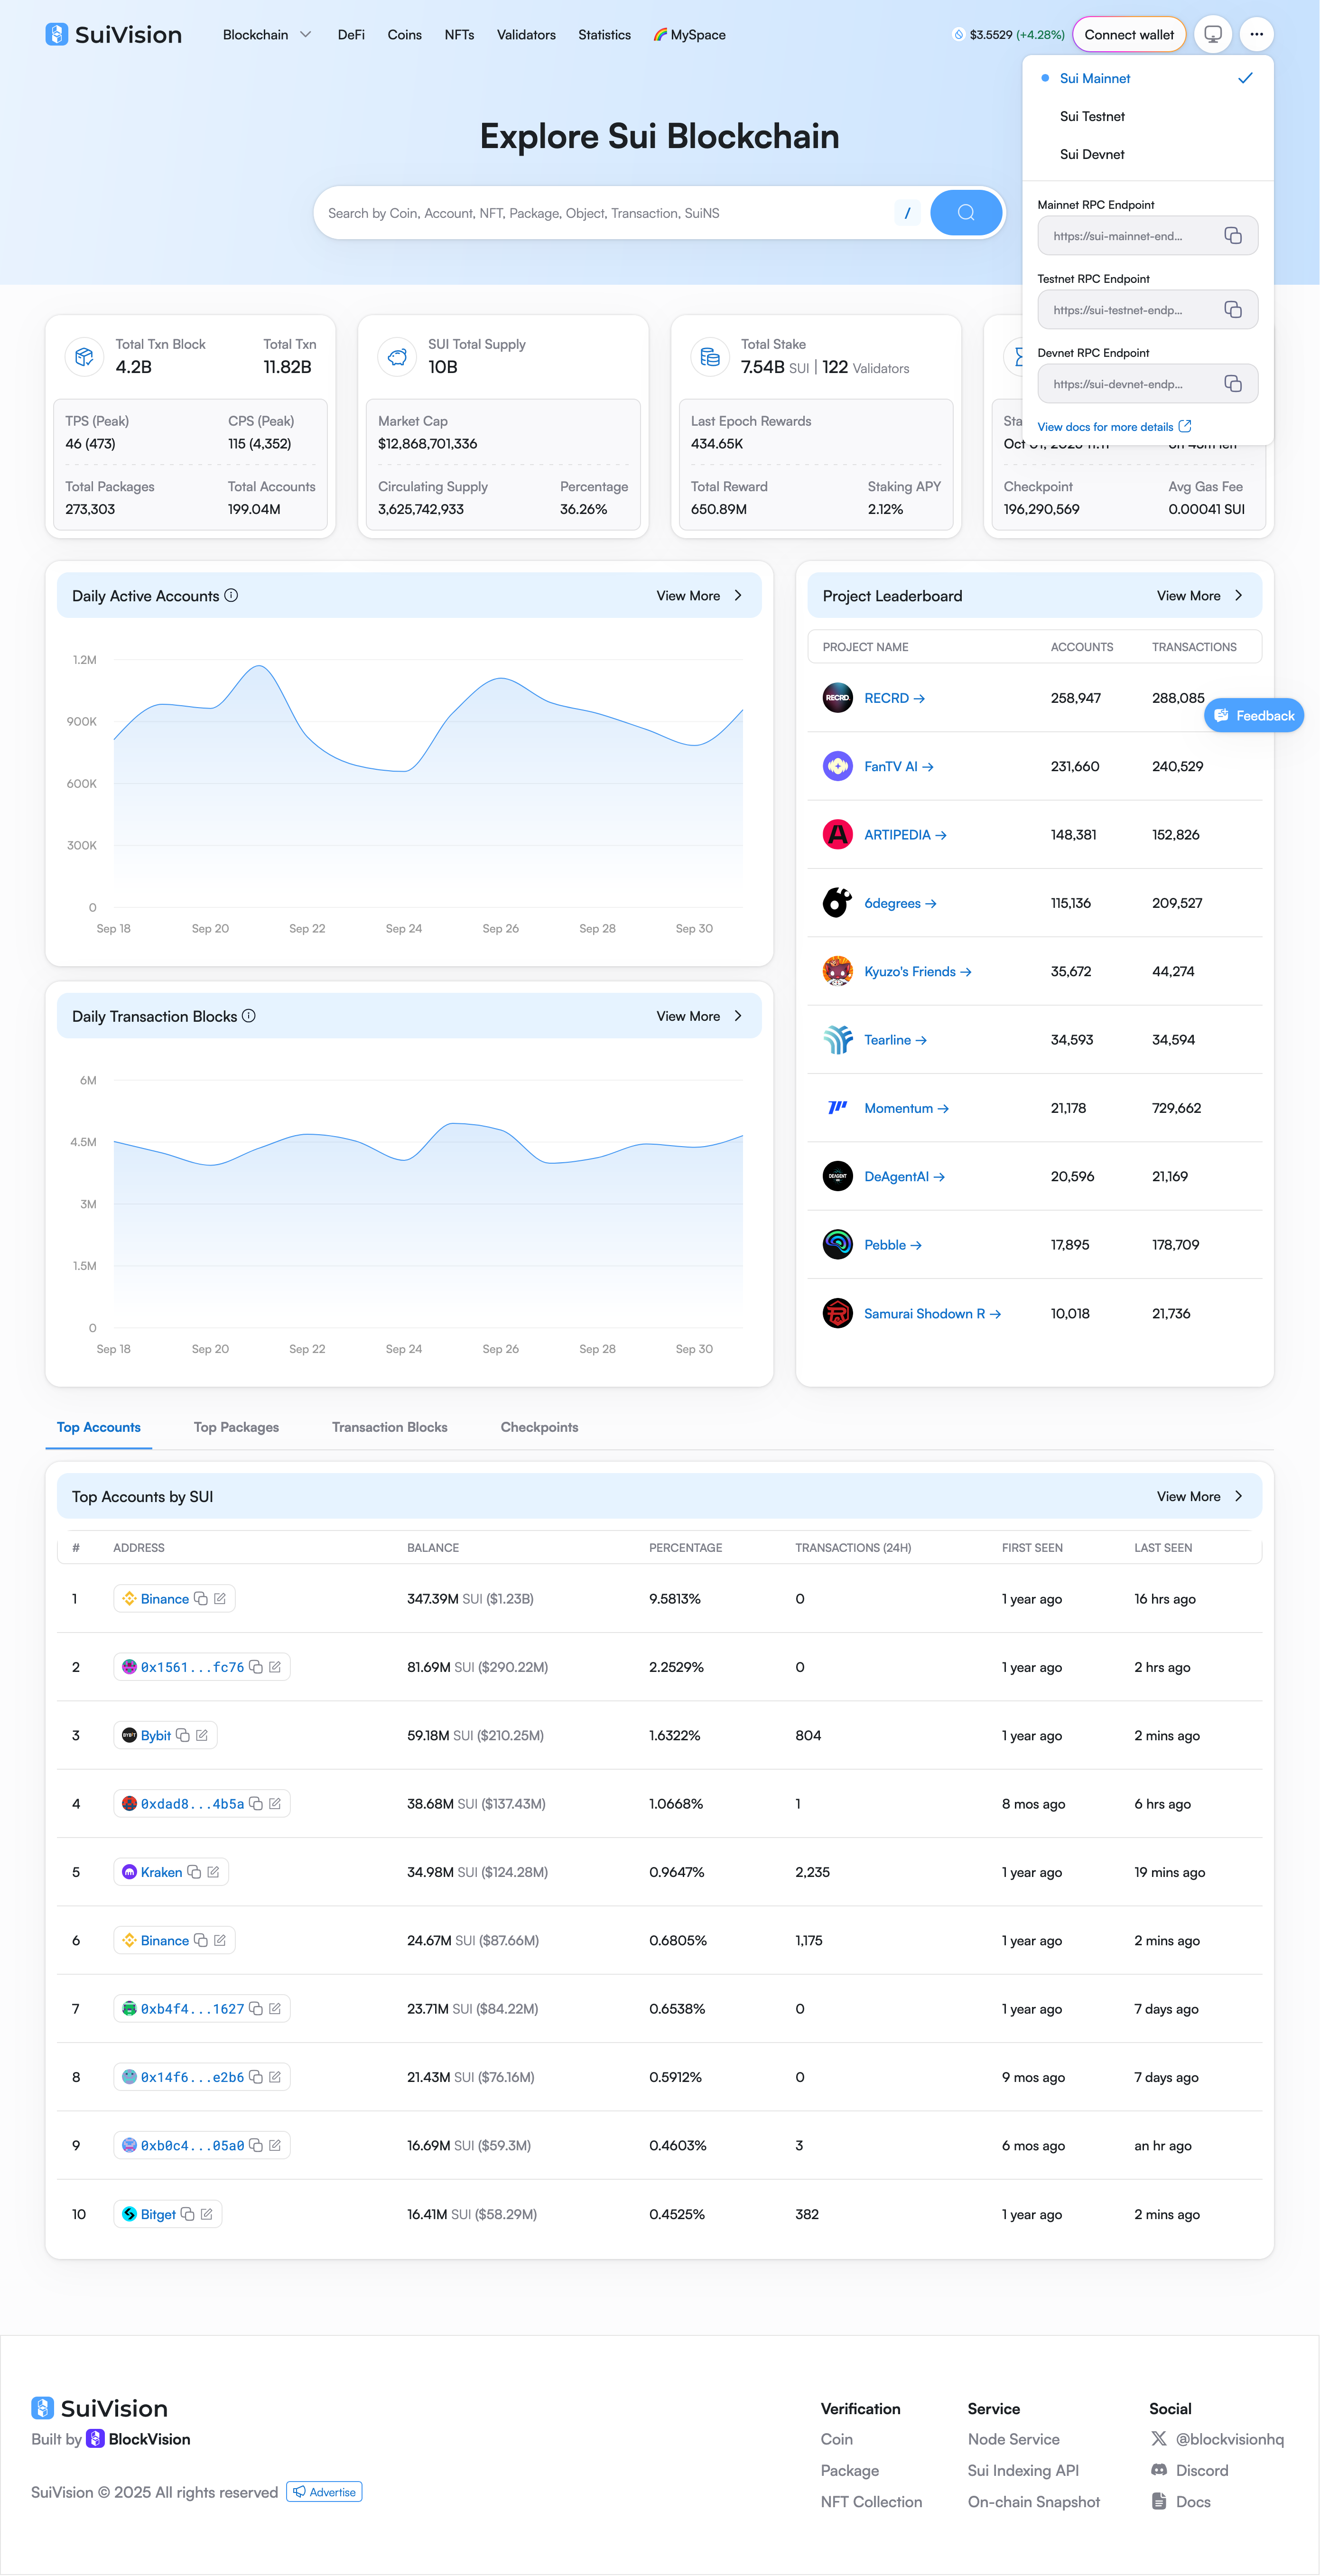 SuiVision
Blockchain DeFi Coins NFTs Validators Statistics MySpace
$3.5529 (+4.28%) Connect wallet
Sui Mainnet
Sui Testnet
Sui Devnet
Mainnet RPC Endpoint
https://sui-mainnet-end...
Testnet RPC Endpoint
https://sui-testnet-endp...
Devnet RPC Endpoint
https://sui-devnet-endp...
View docs for more details
Explore Sui Blockchain
Search by Coin, Account, NFT, Package, Object, Transaction, SuiNS /
Total Txn Block Total Txn
4.2B 11.82B
TPS (Peak) CPS (Peak)
46 (473) 115 (4,352)
Total Packages Total Accounts
273,303 199.04M
SUI Total Supply
10B
Market Cap
$12,868,701,336
Circulating Supply Percentage
3,625,742,933 36.26%
Total Stake
7.54B SUI | 122 Validators
Last Epoch Rewards
434.65K
Total Reward Staking APY
650.89M 2.12%
Checkpoint Avg Gas Fee
196,290,569 0.00041 SUI
Daily Active Accounts View More
1.2M
900K
600K
300K
0
Sep 18 Sep 20 Sep 22 Sep 24 Sep 26 Sep 28 Sep 30
Daily Transaction Blocks View More
6M
4.5M
3M
1.5M
0
Sep 18 Sep 20 Sep 22 Sep 24 Sep 26 Sep 28 Sep 30
Project Leaderboard View More
PROJECT NAME ACCOUNTS TRANSACTIONS
RECRD RECRD → 258,947 288,085
Feedback
FanTV AI → 231,660 240,529
ARTIPEDIA → 148,381 152,826
6degrees → 115,136 209,527
Kyuzo's Friends → 35,672 44,274
Tearline → 34,593 34,594
Momentum → 21,178 729,662
DEAGENT DeAgentAI → 20,596 21,169
Pebble → 17,895 178,709
Samurai Shodown R → 10,018 21,736
Top Accounts Top Packages Transaction Blocks Checkpoints
Top Accounts by SUI View More
# ADDRESS BALANCE PERCENTAGE TRANSACTIONS (24H) FIRST SEEN LAST SEEN
1 Binance 347.39M SUI ($1.23B) 9.5813% 0 1 year ago 16 hrs ago
2 0x1561...fc76 81.69M SUI ($290.22M) 2.2529% 0 1 year ago 2 hrs ago
3 Bybit 59.18M SUI ($210.25M) 1.6322% 804 1 year ago 2 mins ago
4 0xdad8...4b5a 38.68M SUI ($137.43M) 1.0668% 1 8 mos ago 6 hrs ago
5 Kraken 34.98M SUI ($124.28M) 0.9647% 2,235 1 year ago 19 mins ago
6 Binance 24.67M SUI ($87.66M) 0.6805% 1,175 1 year ago 2 mins ago
7 0xb4f4...1627 23.71M SUI ($84.22M) 0.6538% 0 1 year ago 7 days ago
8 0x14f6...e2b6 21.43M SUI ($76.16M) 0.5912% 0 9 mos ago 7 days ago
9 0xb0c4...05a0 16.69M SUI ($59.3M) 0.4603% 3 6 mos ago an hr ago
10 Bitget 16.41M SUI ($58.29M) 0.4525% 382 1 year ago 2 mins ago
SuiVision
Built by BlockVision
SuiVision © 2025 All rights reserved Advertise
Verification
Coin
Package
NFT Collection
Service
Node Service
Sui Indexing API
On-chain Snapshot
Social
@blockvisionhq
Discord
Docs